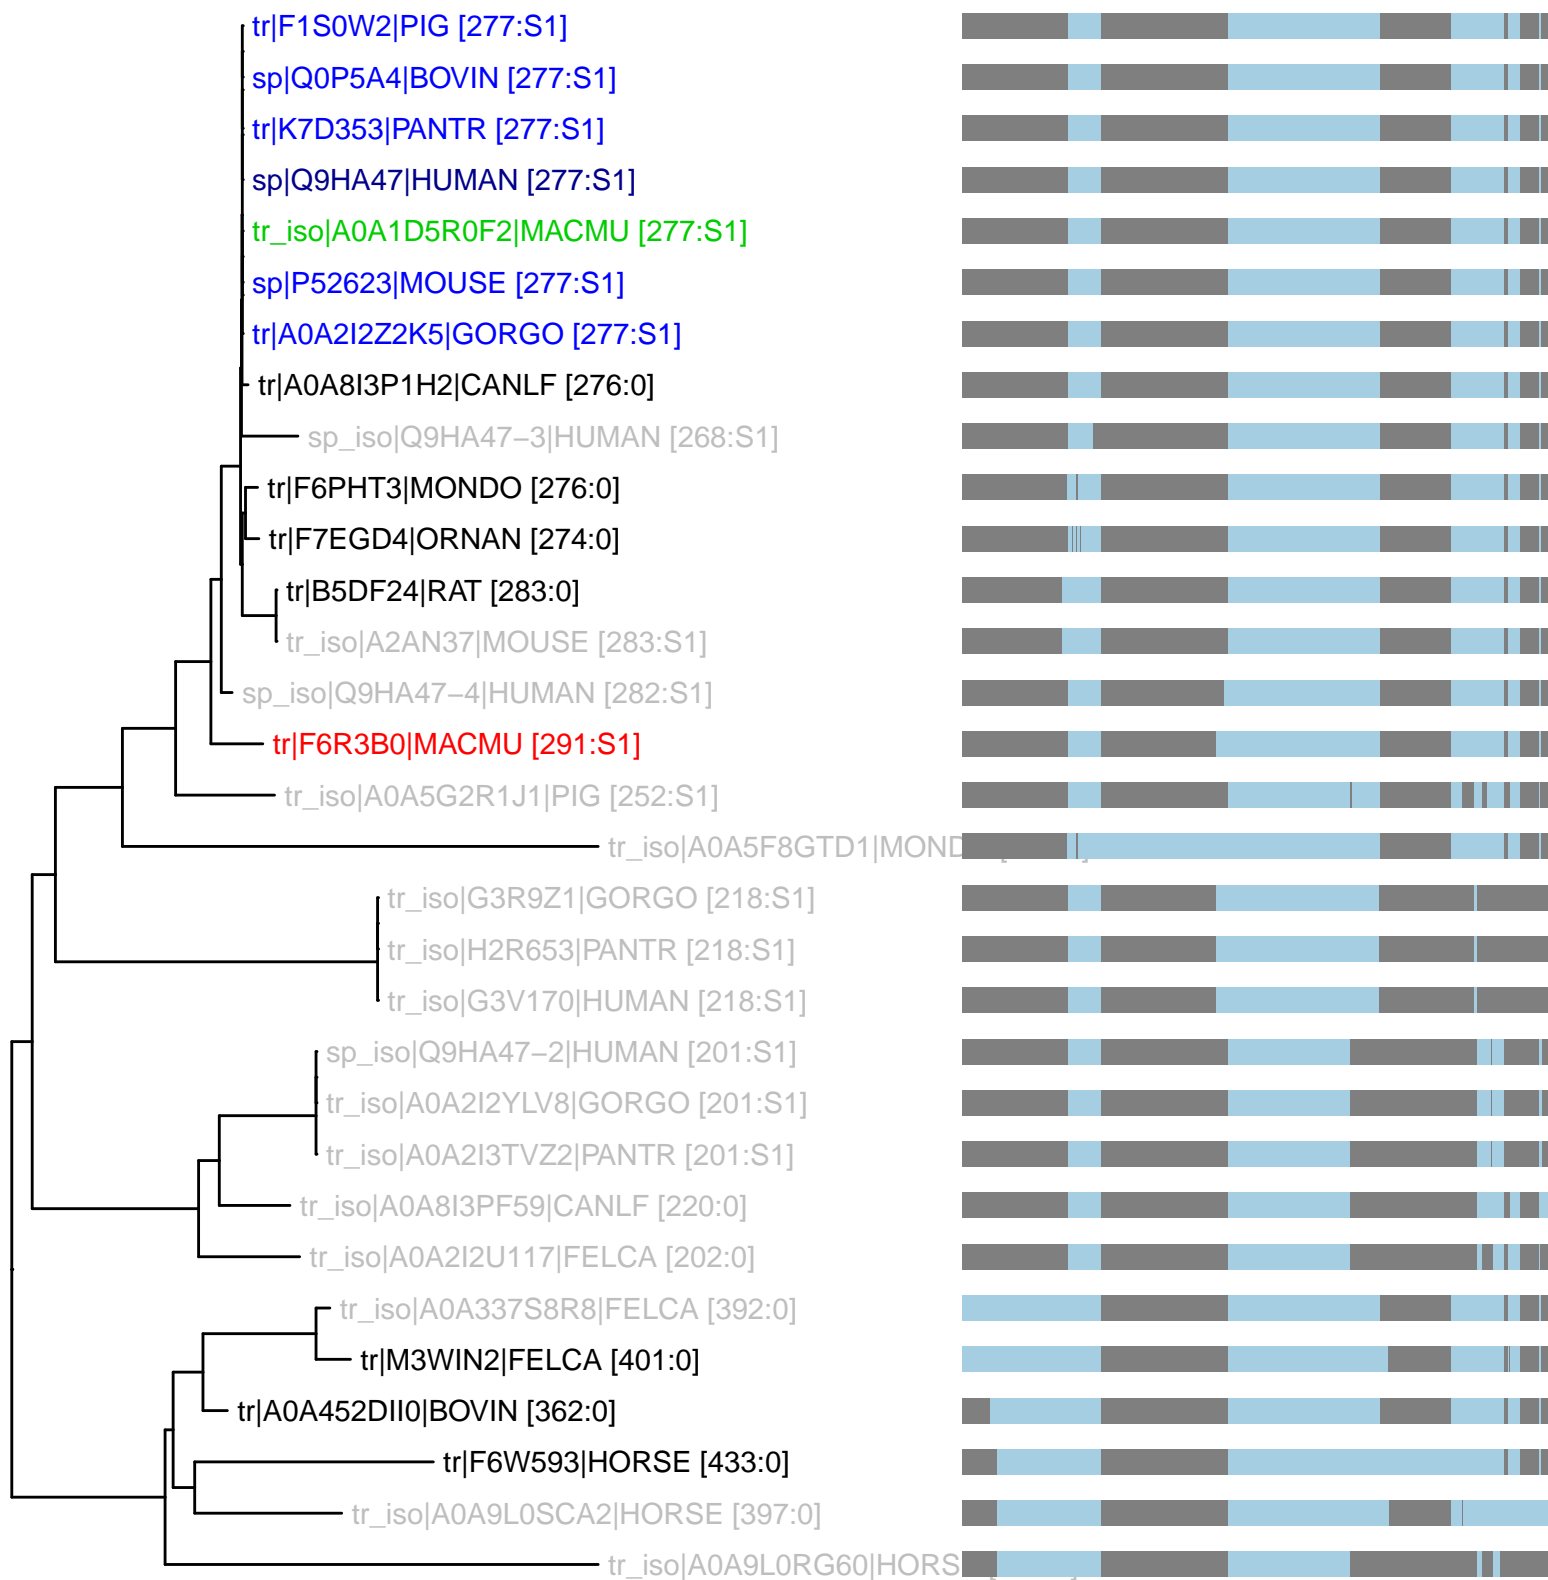 tr|F1S0W2|PIG [277:S1]
sp|Q0P5A4|BOVIN [277:S1]
tr|K7D353|PANTR [277:S1]
sp|Q9HA47|HUMAN [277:S1]
tr_iso|A0A1D5R0F2|MACMU [277:S1]
sp|P52623|MOUSE [277:S1]
tr|A0A2I2Z2K5|GORGO [277:S1]
tr|A0A8I3P1H2|CANLF [276:0]
sp_iso|Q9HA47−3|HUMAN [268:S1]
tr|F6PHT3|MONDO [276:0]
tr|F7EGD4|ORNAN [274:0]
tr|B5DF24|RAT [283:0]
tr_iso|A2AN37|MOUSE [283:S1]
sp_iso|Q9HA47−4|HUMAN [282:S1]
tr|F6R3B0|MACMU [291:S1]
tr_iso|A0A5G2R1J1|PIG [252:S1]
tr_iso|A0A5F8GTD1|MOND
tr_iso|G3R9Z1|GORGO [218:S1]
tr_iso|H2R653|PANTR [218:S1]
tr_iso|G3V170|HUMAN [218:S1]
sp_iso|Q9HA47−2|HUMAN [201:S1]
tr_iso|A0A2I2YLV8|GORGO [201:S1]
tr_iso|A0A2I3TVZ2|PANTR [201:S1]
tr_iso|A0A8I3PF59|CANLF [220:0]
tr_iso|A0A2I2U117|FELCA [202:0]
tr_iso|A0A337S8R8|FELCA [392:0]
tr|M3WIN2|FELCA [401:0]
tr|A0A452DII0|BOVIN [362:0]
tr|F6W593|HORSE [433:0]
tr_iso|A0A9L0SCA2|HORSE [397:0]
tr_iso|A0A9L0RG60|HORS